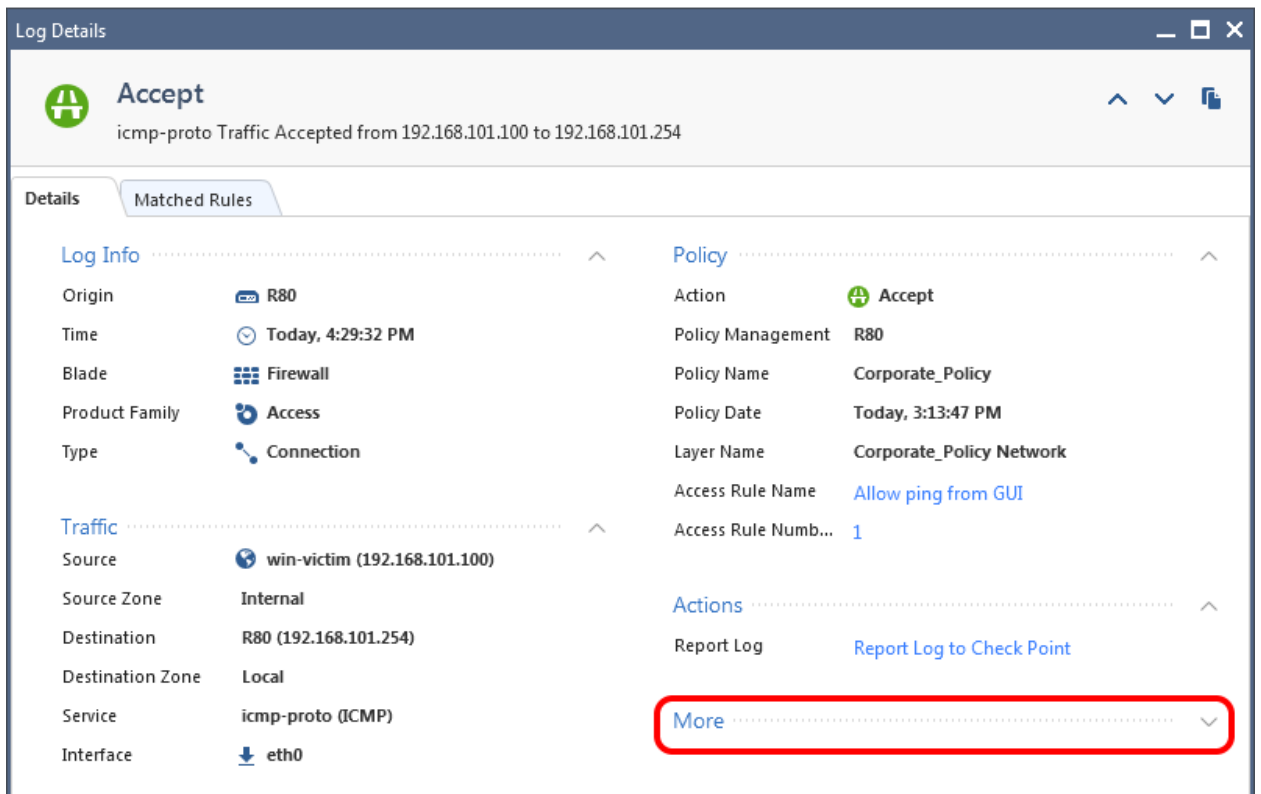 Log Details
Accept
icmp-proto Traffic Accepted from 192.168.101.100 to 192.168.101.254
Details
Matched Rules
Log Info
Origin R80
Time Today, 4:29:32 PM
Blade Firewall
Product Family Access
Type Connection
Traffic
Source win-victim (192.168.101.100)
Source Zone Internal
Destination R80 (192.168.101.254)
Destination Zone Local
Service icmp-proto (ICMP)
Interface eth0
Policy
Action Accept
Policy Management R80
Policy Name Corporate_Policy
Policy Date Today, 3:13:47 PM
Layer Name Corporate_Policy Network
Access Rule Name Allow ping from GUI
Access Rule Numb... 1
Actions
Report Log Report Log to Check Point
More